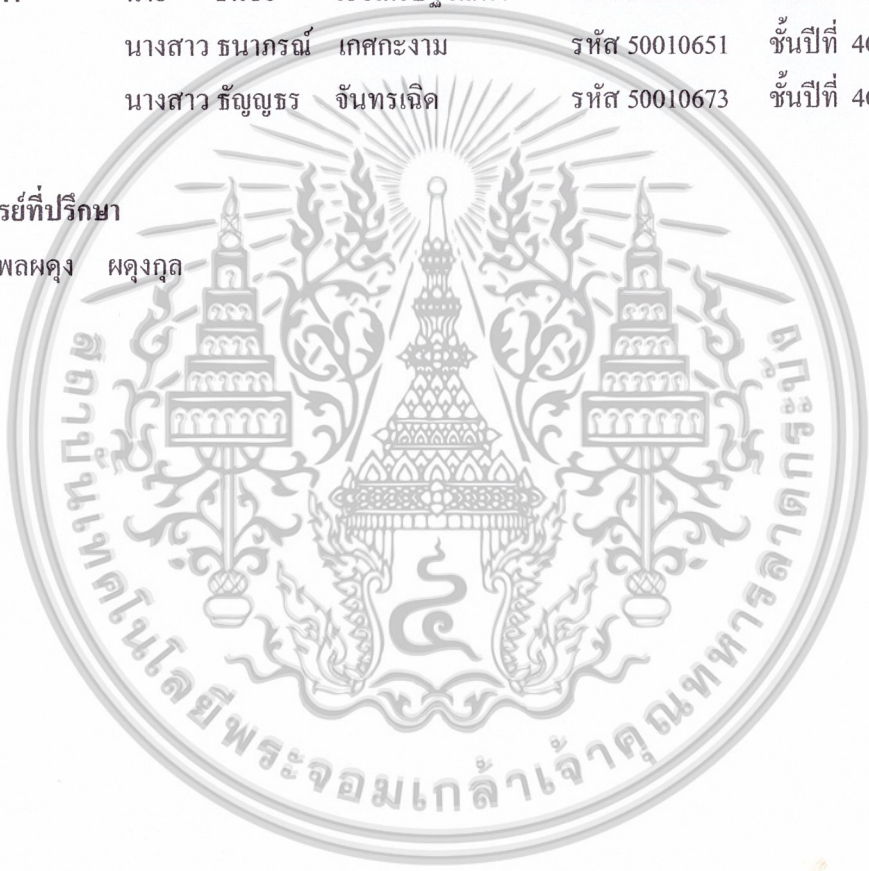 นางสาว ธนาภรณ์ เกศกะงาม รหัส 50010651 ชั้นปีที่
นางสาว ธัญญธร จันทรเฉิด รหัส 50010673 ชั้นปีที่
รย์ที่ปรึกษา
พลผดุง ผดุงกุล
สถาบันเทคโนโลยีพระจอมเกล้าเจ้าคุณทหารลาดกระบัง
๔